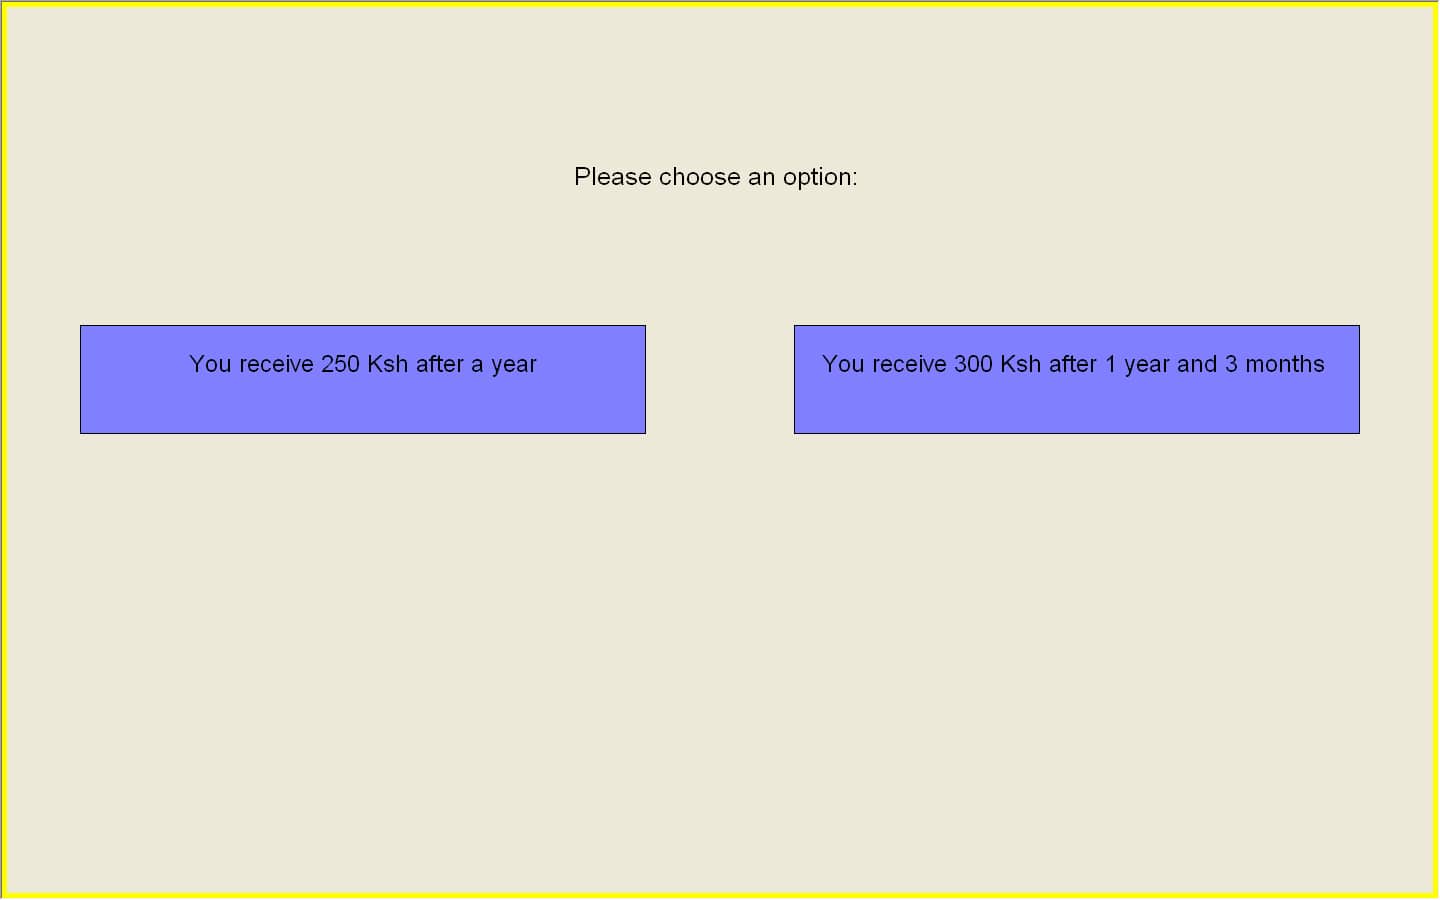 Please choose an option:
You receive 250 Ksh after a year
You receive 300 Ksh after 1 year and 3 months